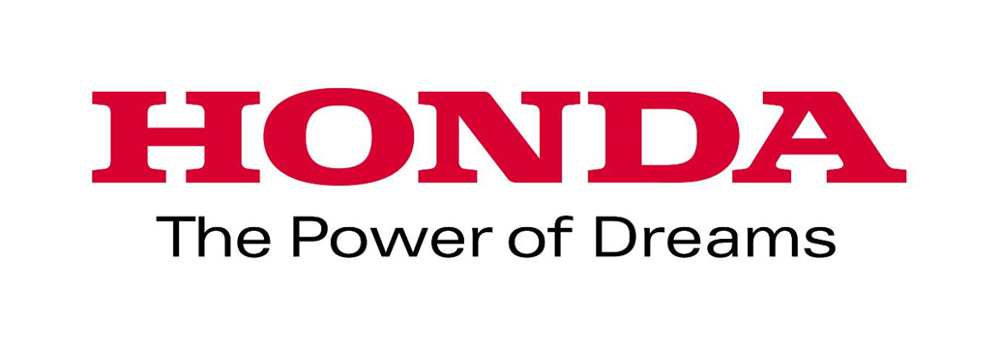 HONDA
The Power of Dreams